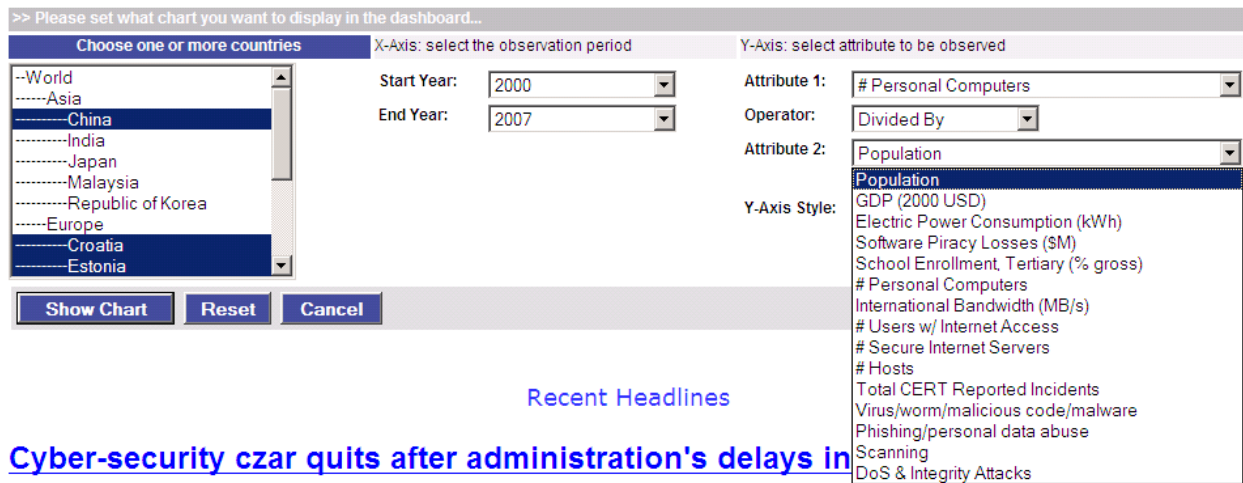 >> Please set what chart you want to display in the dashboard...
Choose one or more countries
--World
------Asia
----------China
----------India
----------Japan
----------Malaysia
----------Republic of Korea
------Europe
----------Croatia
----------Estonia
X-Axis: select the observation period
Start Year: 2000
End Year: 2007
Y-Axis: select attribute to be observed
Attribute 1: # Personal Computers
Operator: Divided By
Attribute 2: Population
Y-Axis Style:
Population
GDP (2000 USD)
Electric Power Consumption (kWh)
Software Piracy Losses ($M)
School Enrollment, Tertiary (% gross)
# Personal Computers
International Bandwidth (MB/s)
# Users w/ Internet Access
# Secure Internet Servers
# Hosts
Total CERT Reported Incidents
Virus/worm/malicious code/malware
Phishing/personal data abuse
Scanning
DoS & Integrity Attacks
Show Chart Reset Cancel
Recent Headlines
Cyber-security czar quits after administration's delays in